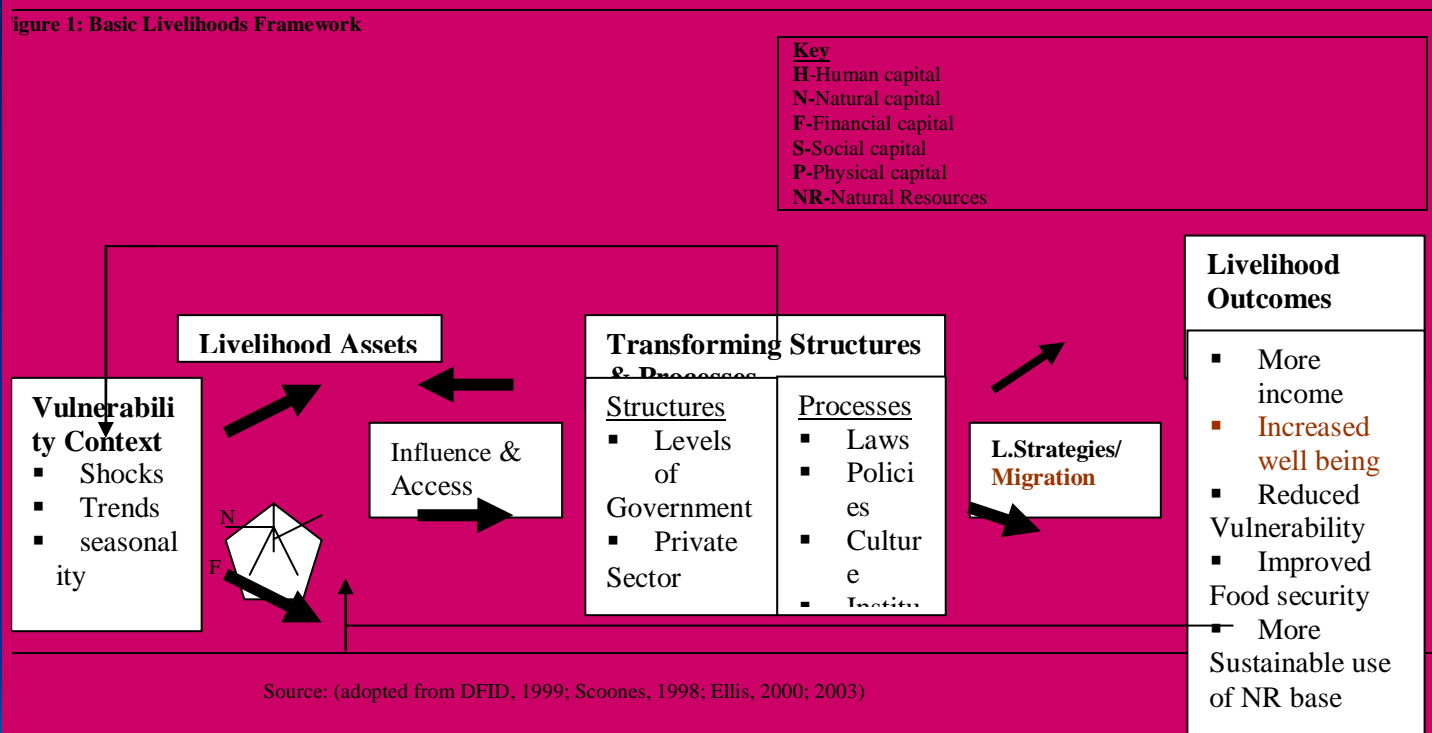 igure 1: Basic Livelihoods Framework
Key
H-Human capital
N-Natural capital
F-Financial capital
S-Social capital
P-Physical capital
NR-Natural Resources
Livelihood Assets
Vulnerabili
ty Context
▪ Shocks
▪ Trends
▪ seasonal
ity
N
F
Influence &
Access
Transforming Structures
& Processes
Structures
▪ Levels
of
Government
▪ Private
Sector
Processes
▪ Laws
▪ Polici
es
▪ Cultur
e
▪ Institu
L.Strategies/
Migration
Livelihood
Outcomes
▪ More
income
▪ Increased
well being
▪ Reduced
Vulnerability
▪ Improved
Food security
▪ More
Sustainable use
of NR base
Source: (adopted from DFID, 1999; Scoones, 1998; Ellis, 2000; 2003)